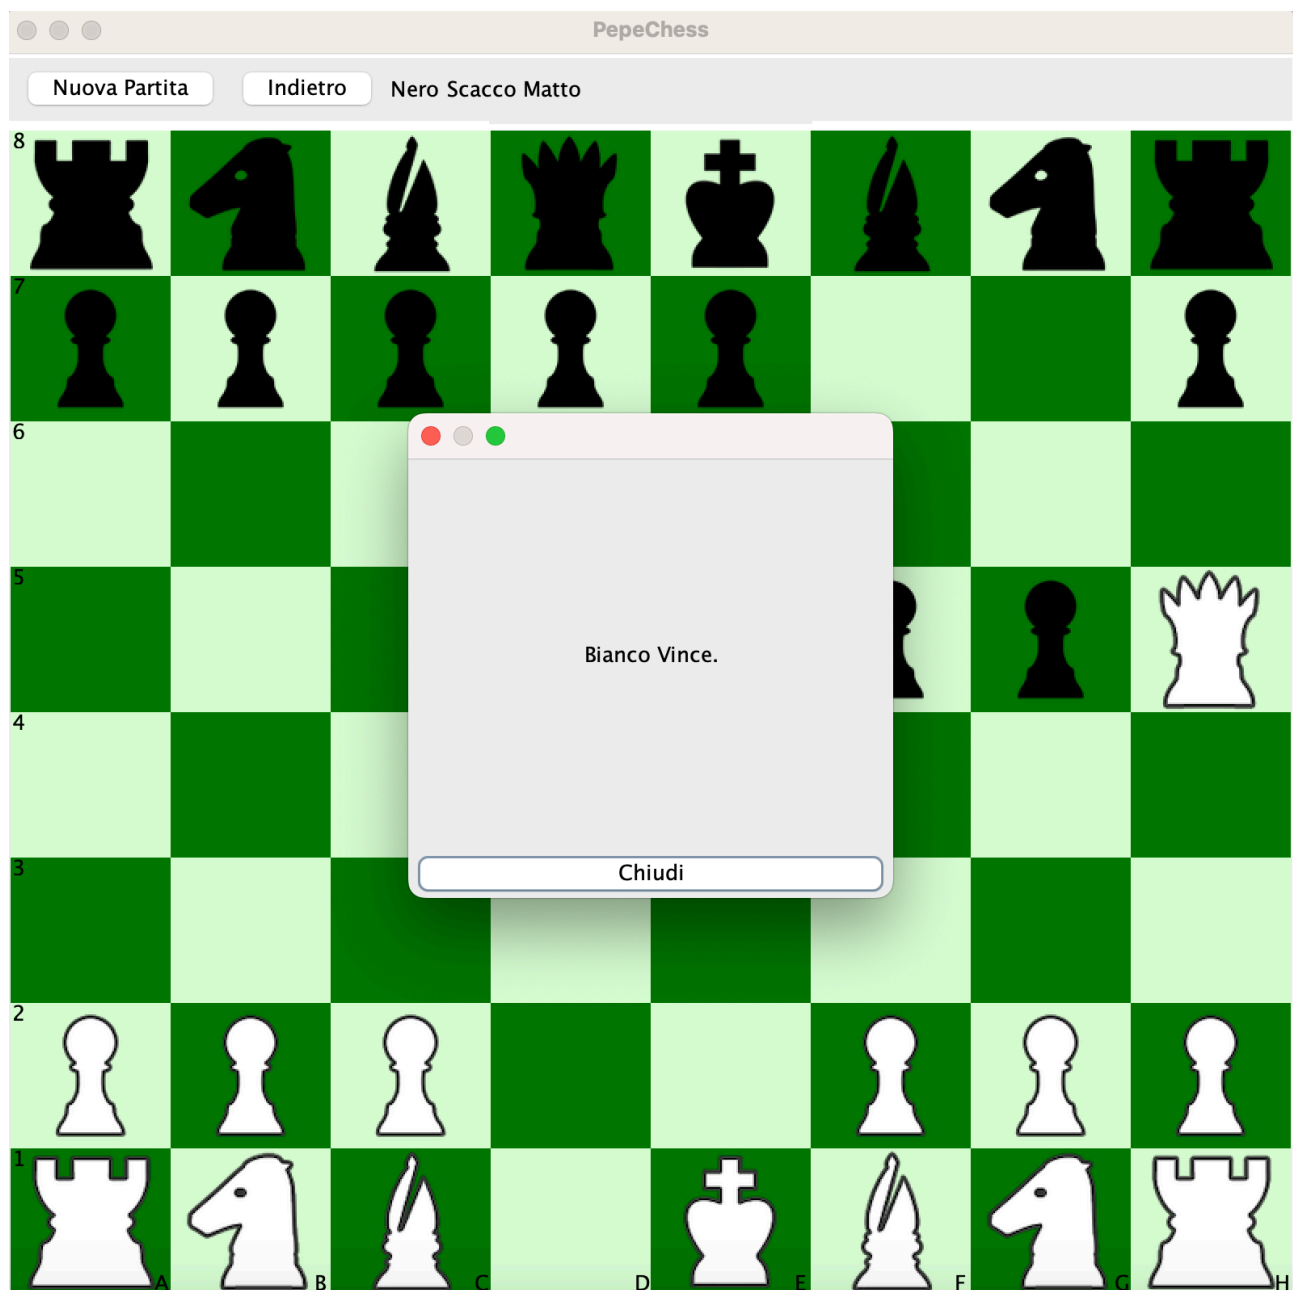 PepeChess
Nuova Partita Indietro Nero Scacco Matto
8
7
6
5
Bianco Vince.
4
3
Chiudi
2
1
A B C D E F G H